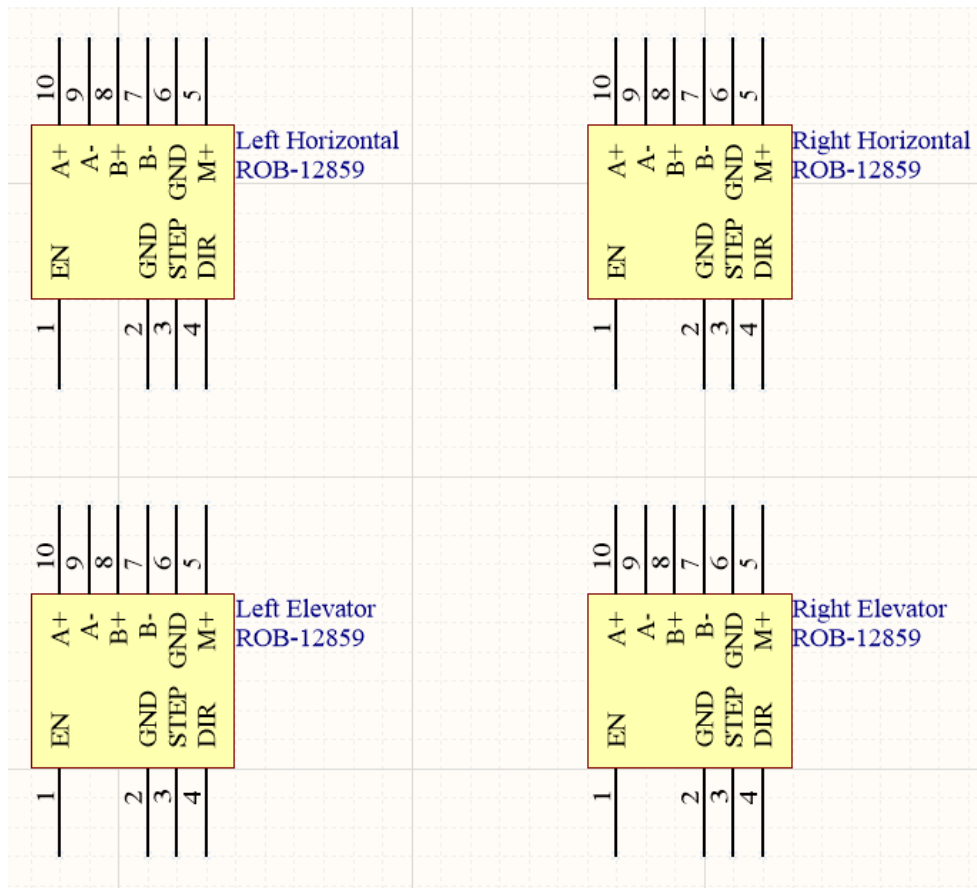 10 9 8 7 6 5
A+ A- B+ B- GND M+
Left Horizontal
ROB-12859
EN GND STEP DIR
1 2 3 4
10 9 8 7 6 5
A+ A- B+ B- GND M+
Right Horizontal
ROB-12859
EN GND STEP DIR
1 2 3 4
10 9 8 7 6 5
A+ A- B+ B- GND M+
Left Elevator
ROB-12859
EN GND STEP DIR
1 2 3 4
10 9 8 7 6 5
A+ A- B+ B- GND M+
Right Elevator
ROB-12859
EN GND STEP DIR
1 2 3 4